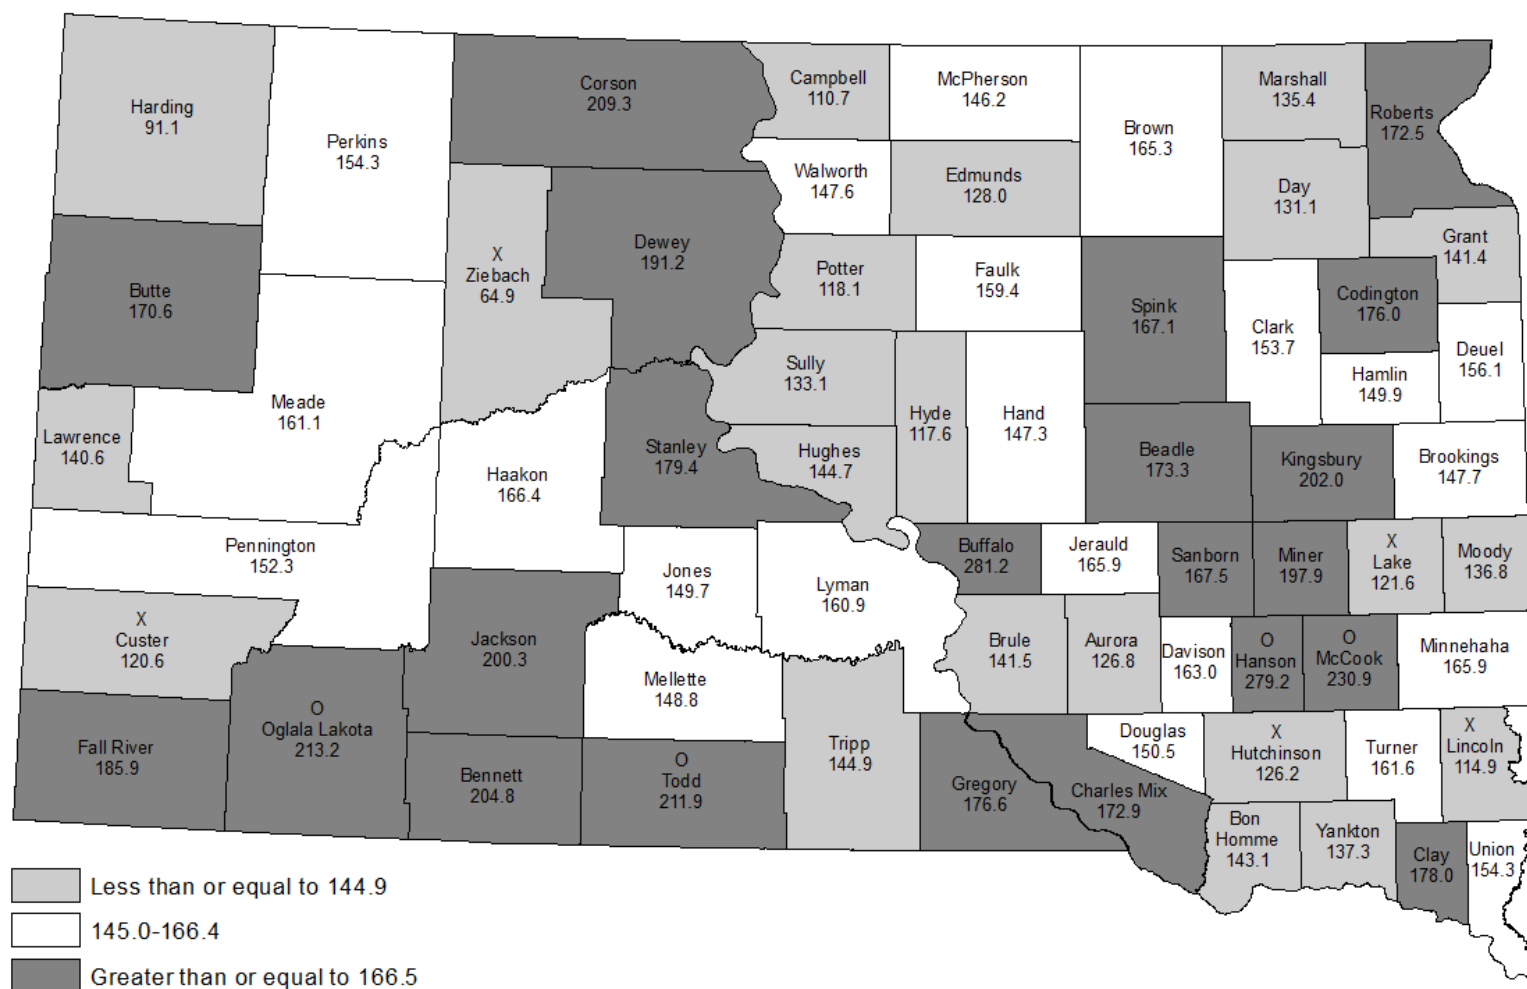 Harding
91.1
Perkins
154.3
Corson
209.3
Campbell
110.7
McPherson
146.2
Brown
165.3
Marshall
135.4
Roberts
172.5
Walworth
147.6
Edmunds
128.0
Day
131.1
Grant
141.4
Butte
170.6
X
Ziebach
64.9
Dewey
191.2
Potter
118.1
Faulk
159.4
Spink
167.1
Clark
153.7
Codington
176.0
Deuel
156.1
Hamlin
149.9
Meade
161.1
Lawrence
140.6
Sully
133.1
Hyde
117.6
Hand
147.3
Haakon
166.4
Stanley
179.4
Hughes
144.7
Beadle
173.3
Kingsbury
202.0
Brookings
147.7
Pennington
152.3
Jones
149.7
Lyman
160.9
Buffalo
281.2
Jerauld
165.9
Sanborn
167.5
Miner
197.9
X
Lake
121.6
Moody
136.8
X
Custer
120.6
Jackson
200.3
Mellette
148.8
Brule
141.5
Aurora
126.8
Davison
163.0
O
Hanson
279.2
O
McCook
230.9
Minnehaha
165.9
Fall River
185.9
O
Oglala Lakota
213.2
Bennett
204.8
O
Todd
211.9
Tripp
144.9
Gregory
176.6
Charles Mix
172.9
Douglas
150.5
X
Hutchinson
126.2
Turner
161.6
X
Lincoln
114.9
Bon
Homme
143.1
Yankton
137.3
Clay
178.0
Union
154.3
Less than or equal to 144.9
145.0-166.4
Greater than or equal to 166.5